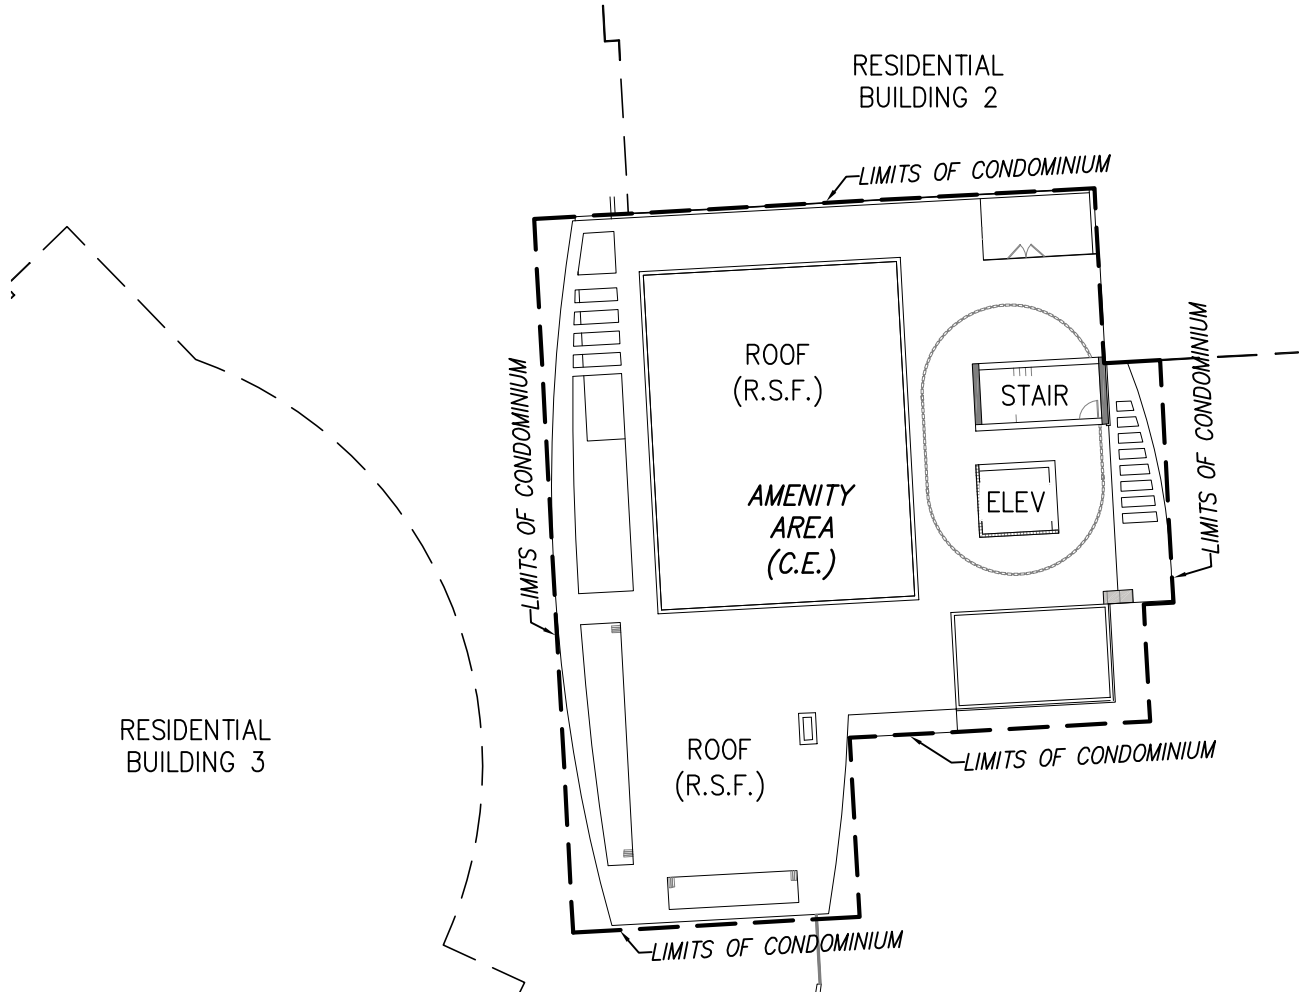 RESIDENTIAL
BUILDING 2
LIMITS OF CONDOMINIUM
ROOF
(R.S.F.)
STAIR
LIMITS OF CONDOMINIUM
LIMITS OF CONDOMINIUM
AMENITY
AREA
(C.E.)
ELEV
RESIDENTIAL
BUILDING 3
ROOF
(R.S.F.)
LIMITS OF CONDOMINIUM
LIMITS OF CONDOMINIUM